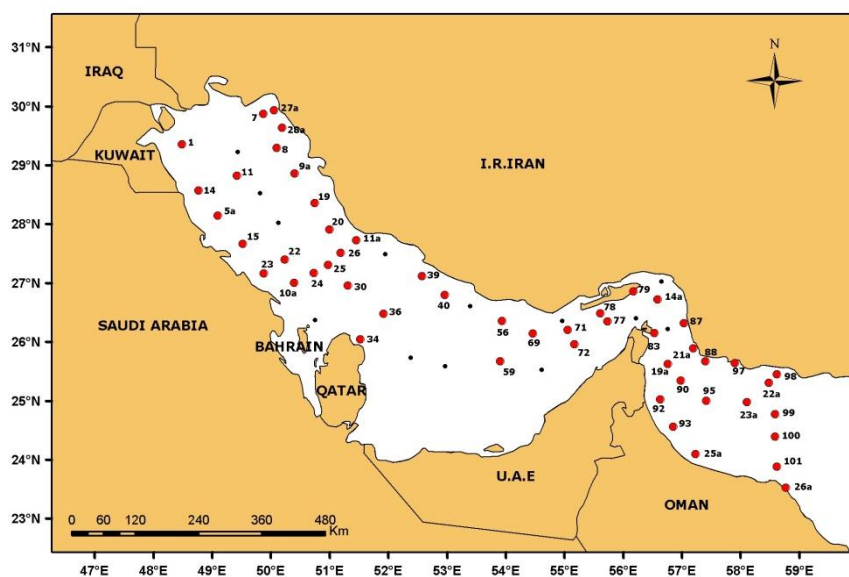 31°N
N
IRAQ
30°N
7
27a
28a
1
8
29°N
KUWAIT
9a
I.R.IRAN
11
14
19
28°N
5a
20
15
11a
26
22
23
25
27°N
24
39
10a
30
79
40
14a
78
36
77
87
26°N
SAUDI ARABIA
56
71
34
69
83
BAHRAIN
72
21a
88
59
97
98
19a
QATAR
90
95
22a
25°N
92
23a
99
93
100
24°N
25a
101
U.A.E
26a
OMAN
23°N
0 60 120 240 360 480
Km
47°E 48°E 49°E 50°E 51°E 52°E 53°E 54°E 55°E 56°E 57°E 58°E 59°E